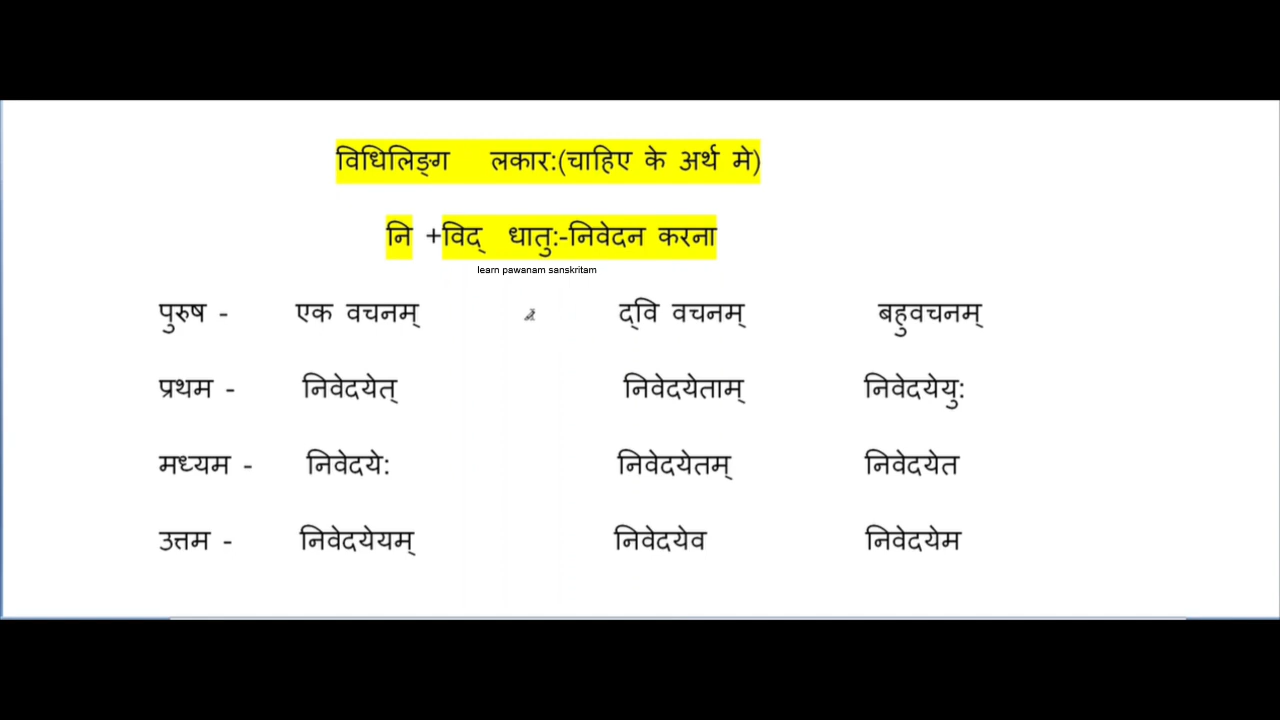 विधिलिङ्ग लकार:(चाहिए के अर्थ मे)
नि +विद् धातु:-निवेदन करना
learn pawanam sanskritam
पुरुष - एक वचनम् द्वि वचनम् बहुवचनम्
प्रथम - निवेदयेत् निवेदयेताम् निवेदयेयु:
मध्यम - निवेदये: निवेदयेतम् निवेदयेत
उत्तम - निवेदयेयम् निवेदयेव निवेदयेम